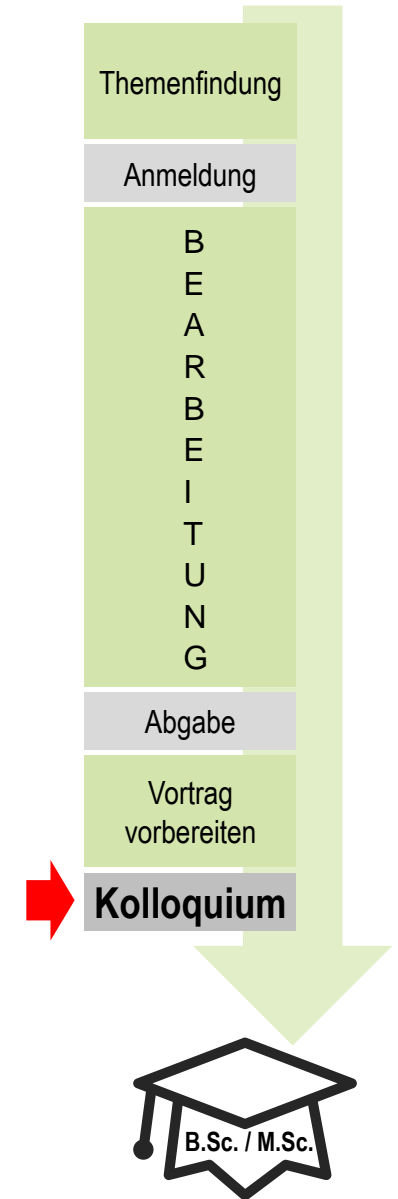 Themenfindung
Anmeldung
B
E
A
R
B
E
I
T
U
N
G
Abgabe
Vortrag
vorbereiten
Kolloquium
B.Sc. / M.Sc.